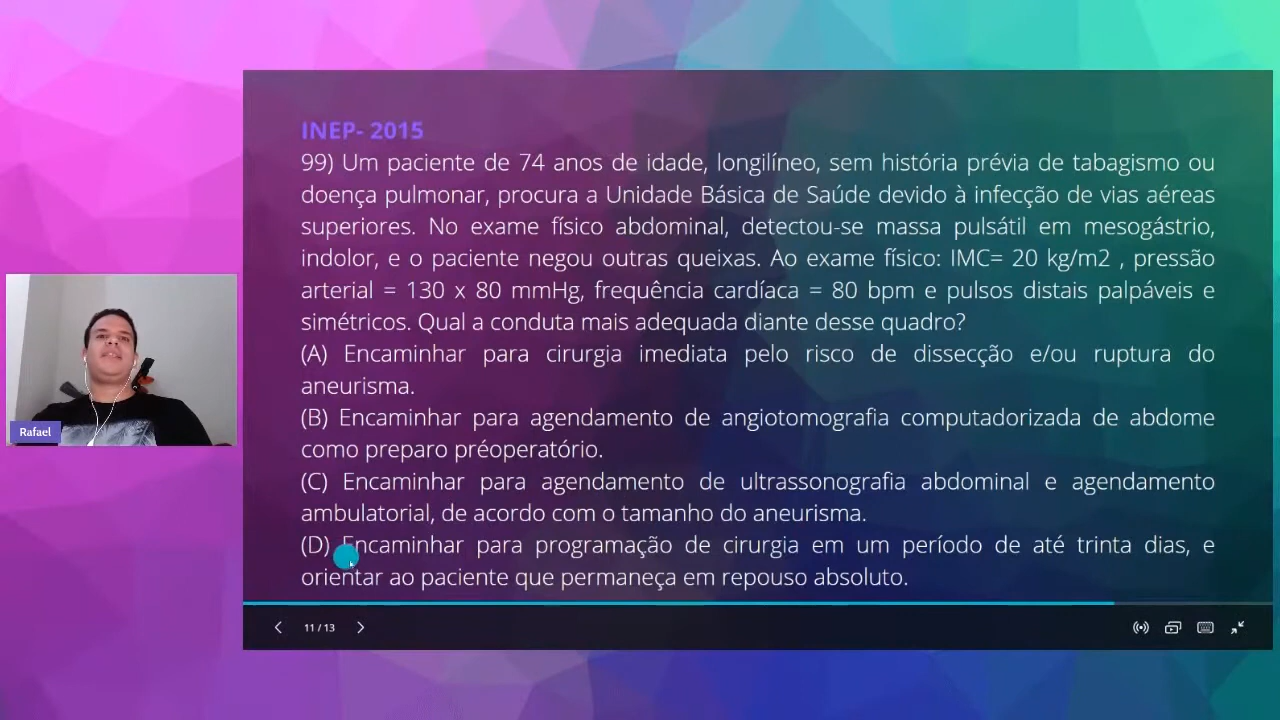 INEP- 2015
99) Um paciente de 74 anos de idade, longilíneo, sem história prévia de tabagismo ou
doença pulmonar, procura a Unidade Básica de Saúde devido à infecção de vias aéreas
superiores. No exame físico abdominal, detectou-se massa pulsátil em mesogástrio,
indolor, e o paciente negou outras queixas. Ao exame físico: IMC= 20 kg/m2 , pressão
arterial = 130 x 80 mmHg, frequência cardíaca = 80 bpm e pulsos distais palpáveis e
simétricos. Qual a conduta mais adequada diante desse quadro?
(A) Encaminhar para cirurgia imediata pelo risco de dissecção e/ou ruptura do
aneurisma.
(B) Encaminhar para agendamento de angiotomografia computadorizada de abdome
como preparo préoperatório.
(C) Encaminhar para agendamento de ultrassonografia abdominal e agendamento
ambulatorial, de acordo com o tamanho do aneurisma.
(D) Encaminhar para programação de cirurgia em um período de até trinta dias, e
orientar ao paciente que permaneça em repouso absoluto.
Rafael
11 / 13